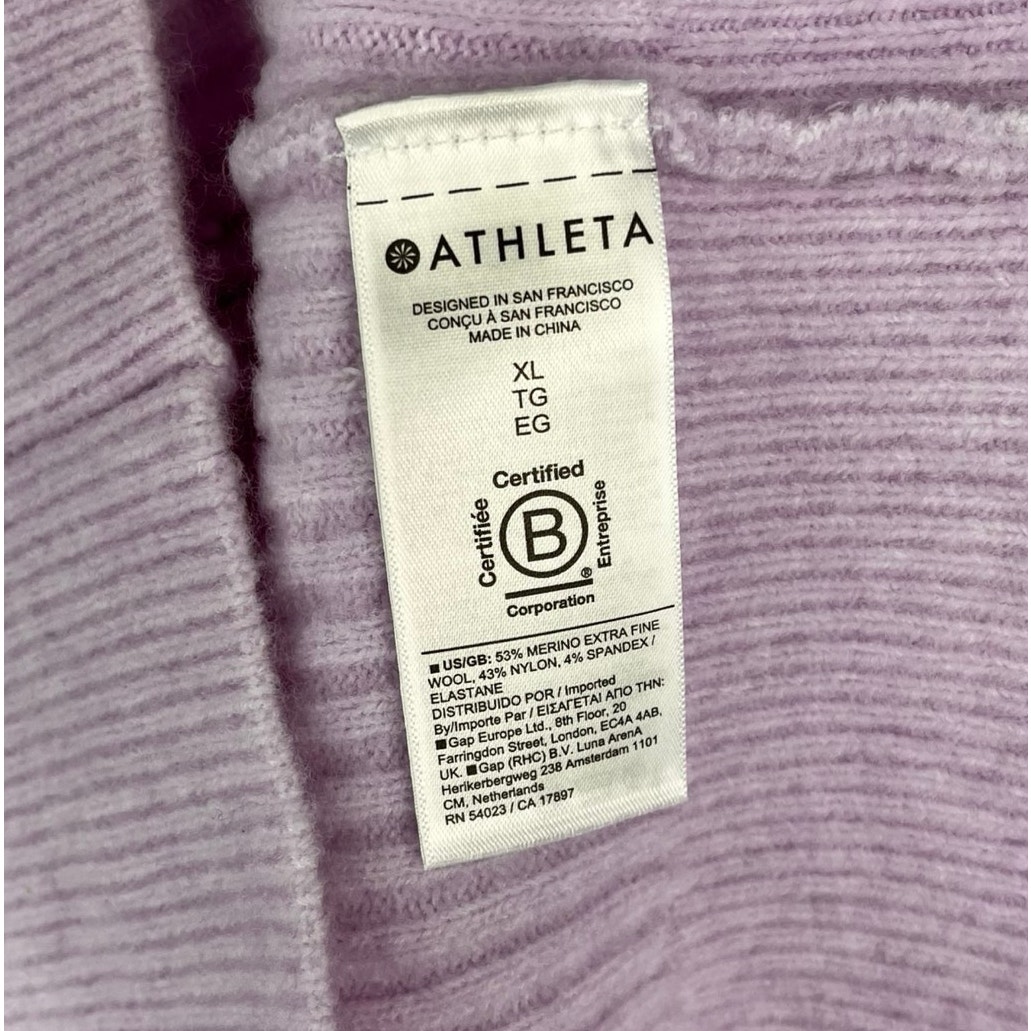 ATHLETA
DESIGNED IN SAN FRANCISCO
CONÇU À SAN FRANCISCO
MADE IN CHINA
XL
TG
EG
Certified
Certifiée
B
Entreprise
®
Corporation
■ US/GB: 53% MERINO EXTRA FINE
WOOL, 43% NYLON, 4% SPANDEX /
ELASTANE
DISTRIBUIDO POR / Imported
By/Importe Par / ΕΙΣΑΓΕΤΑΙ ΑΠΟ ΤΗΝ:
■Gap Europe Ltd., 8th Floor, 20
Farringdon Street, London, EC4A 4AB,
UK. ■Gap (RHC) B.V. Luna ArenA
Herikerbergweg 238 Amsterdam 1101
CM, Netherlands
RN 54023 / CA 17897